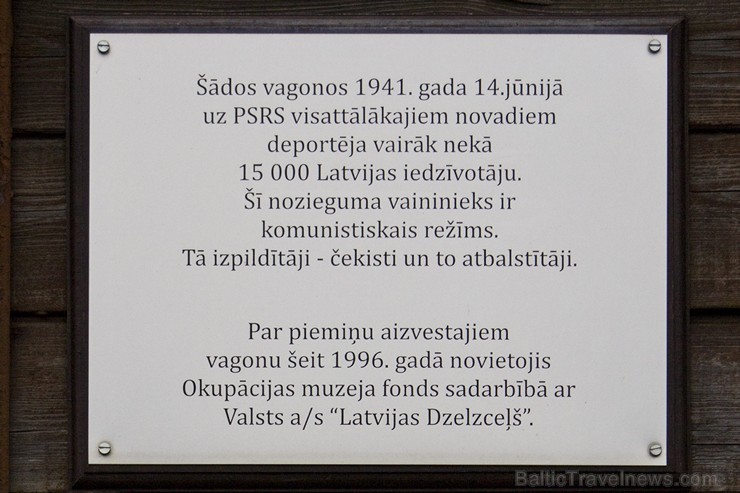 Šādos vagonos 1941. gada 14.jūnijā
uz PSRS visattālākajiem novadiem
deportēja vairāk nekā
15 000 Latvijas iedzīvotāju.
Šī nozieguma vaininieks ir
komunistiskais režīms.
Tā izpildītāji - čekisti un to atbalstītāji.
Par piemiņu aizvestajiem
vagonu šeit 1996. gadā novietojis
Okupācijas muzeja fonds sadarbībā ar
Valsts a/s “Latvijas Dzelzceļš”.
BalticTravelnews.com